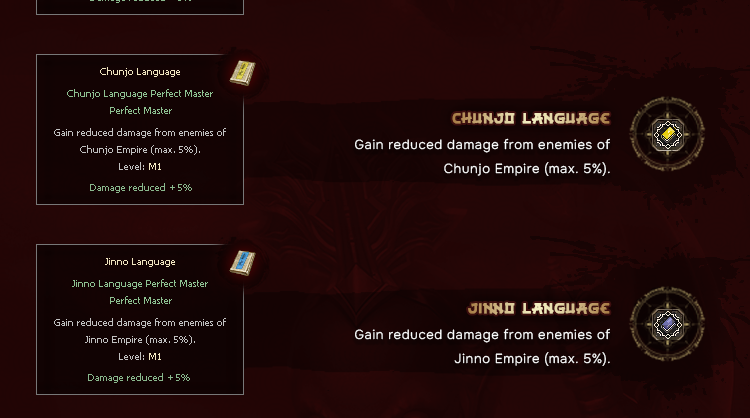 Damage reduced +5%
Chunjo Language
Chunjo Language Perfect Master
Perfect Master
Gain reduced damage from enemies of
Chunjo Empire (max. 5%).
Level: M1
Damage reduced +5%
CHUNJO LANGUAGE
Gain reduced damage from enemies of
Chunjo Empire (max. 5%).
Jinno Language
Jinno Language Perfect Master
Perfect Master
Gain reduced damage from enemies of
Jinno Empire (max. 5%).
Level: M1
Damage reduced +5%
JINNO LANGUAGE
Gain reduced damage from enemies of
Jinno Empire (max. 5%).